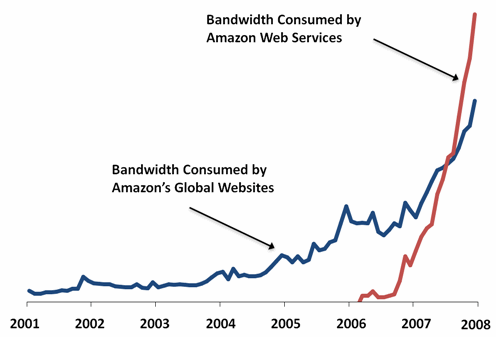 Bandwidth Consumed by
Amazon Web Services
Bandwidth Consumed by
Amazon's Global Websites
2001 2002 2003 2004 2005 2006 2007 2008